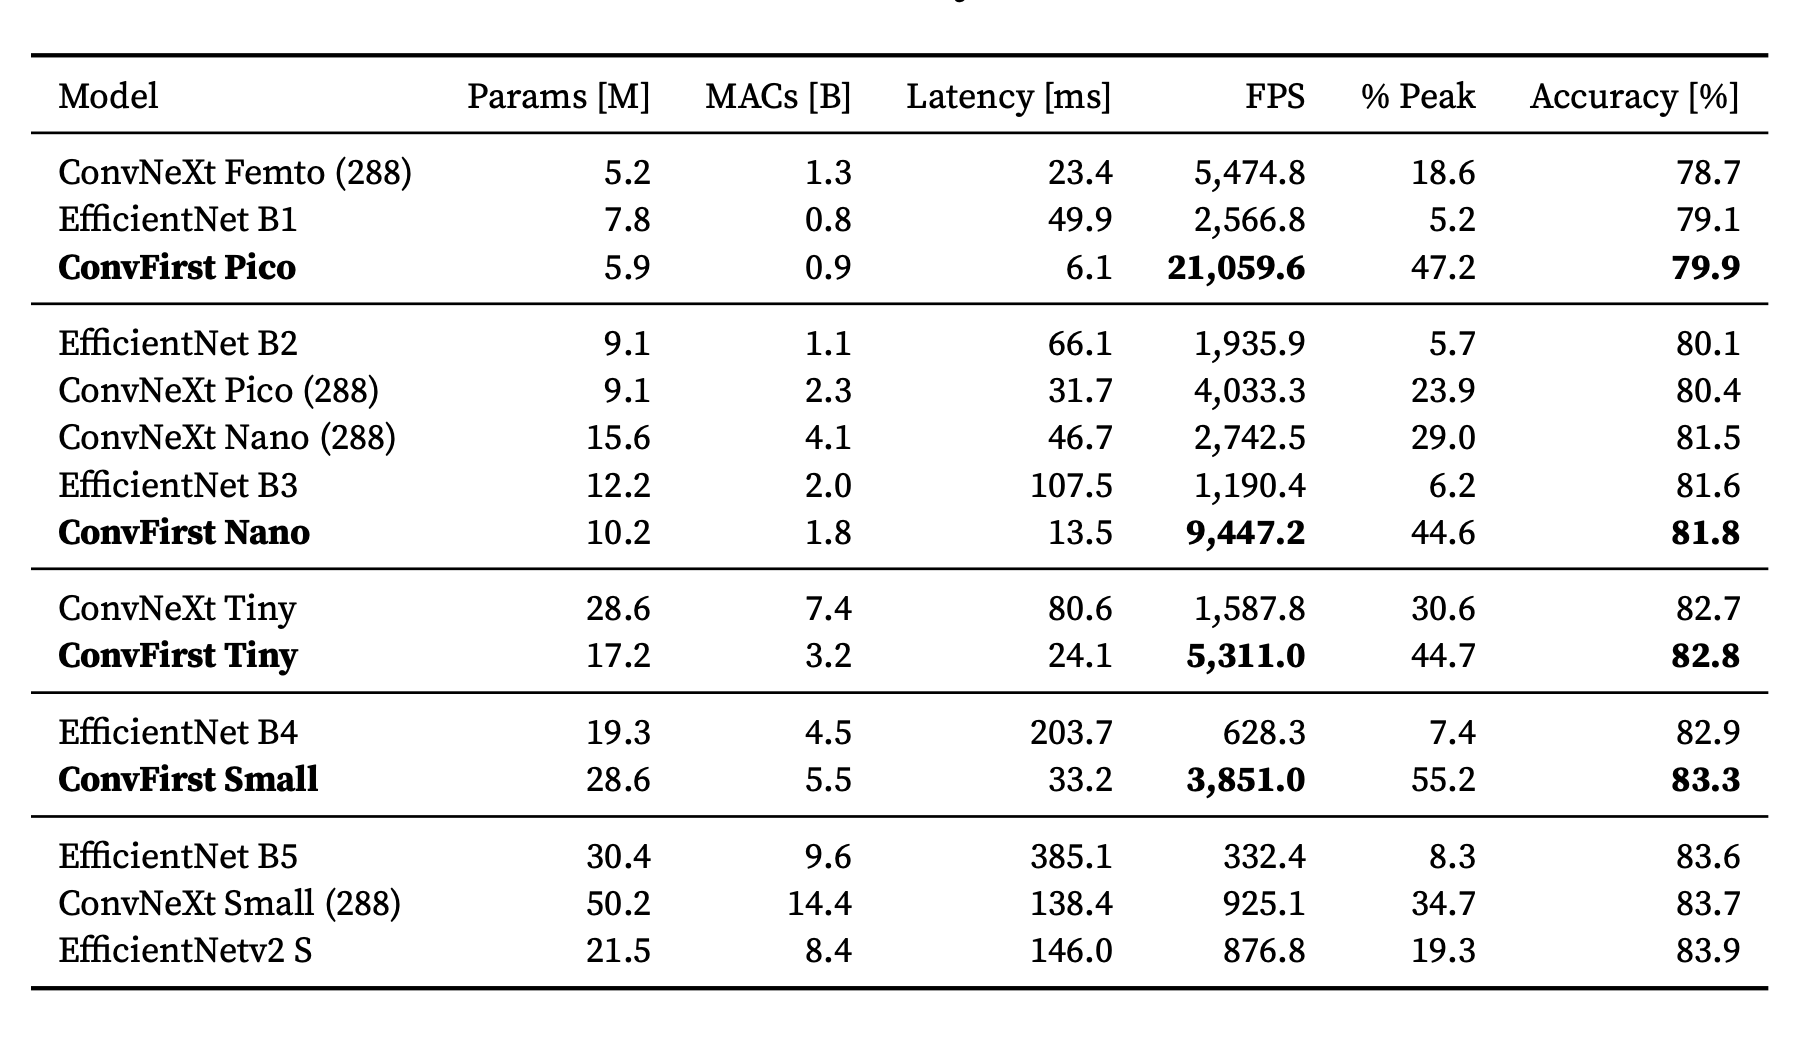 Model Params [M] MACs [B] Latency [ms] FPS % Peak Accuracy [%]
ConvNeXt Femto (288) 5.2 1.3 23.4 5,474.8 18.6 78.7
EfficientNet B1 7.8 0.8 49.9 2,566.8 5.2 79.1
ConvFirst Pico 5.9 0.9 6.1 21,059.6 47.2 79.9
EfficientNet B2 9.1 1.1 66.1 1,935.9 5.7 80.1
ConvNeXt Pico (288) 9.1 2.3 31.7 4,033.3 23.9 80.4
ConvNeXt Nano (288) 15.6 4.1 46.7 2,742.5 29.0 81.5
EfficientNet B3 12.2 2.0 107.5 1,190.4 6.2 81.6
ConvFirst Nano 10.2 1.8 13.5 9,447.2 44.6 81.8
ConvNeXt Tiny 28.6 7.4 80.6 1,587.8 30.6 82.7
ConvFirst Tiny 17.2 3.2 24.1 5,311.0 44.7 82.8
EfficientNet B4 19.3 4.5 203.7 628.3 7.4 82.9
ConvFirst Small 28.6 5.5 33.2 3,851.0 55.2 83.3
EfficientNet B5 30.4 9.6 385.1 332.4 8.3 83.6
ConvNeXt Small (288) 50.2 14.4 138.4 925.1 34.7 83.7
EfficientNetv2 S 21.5 8.4 146.0 876.8 19.3 83.9